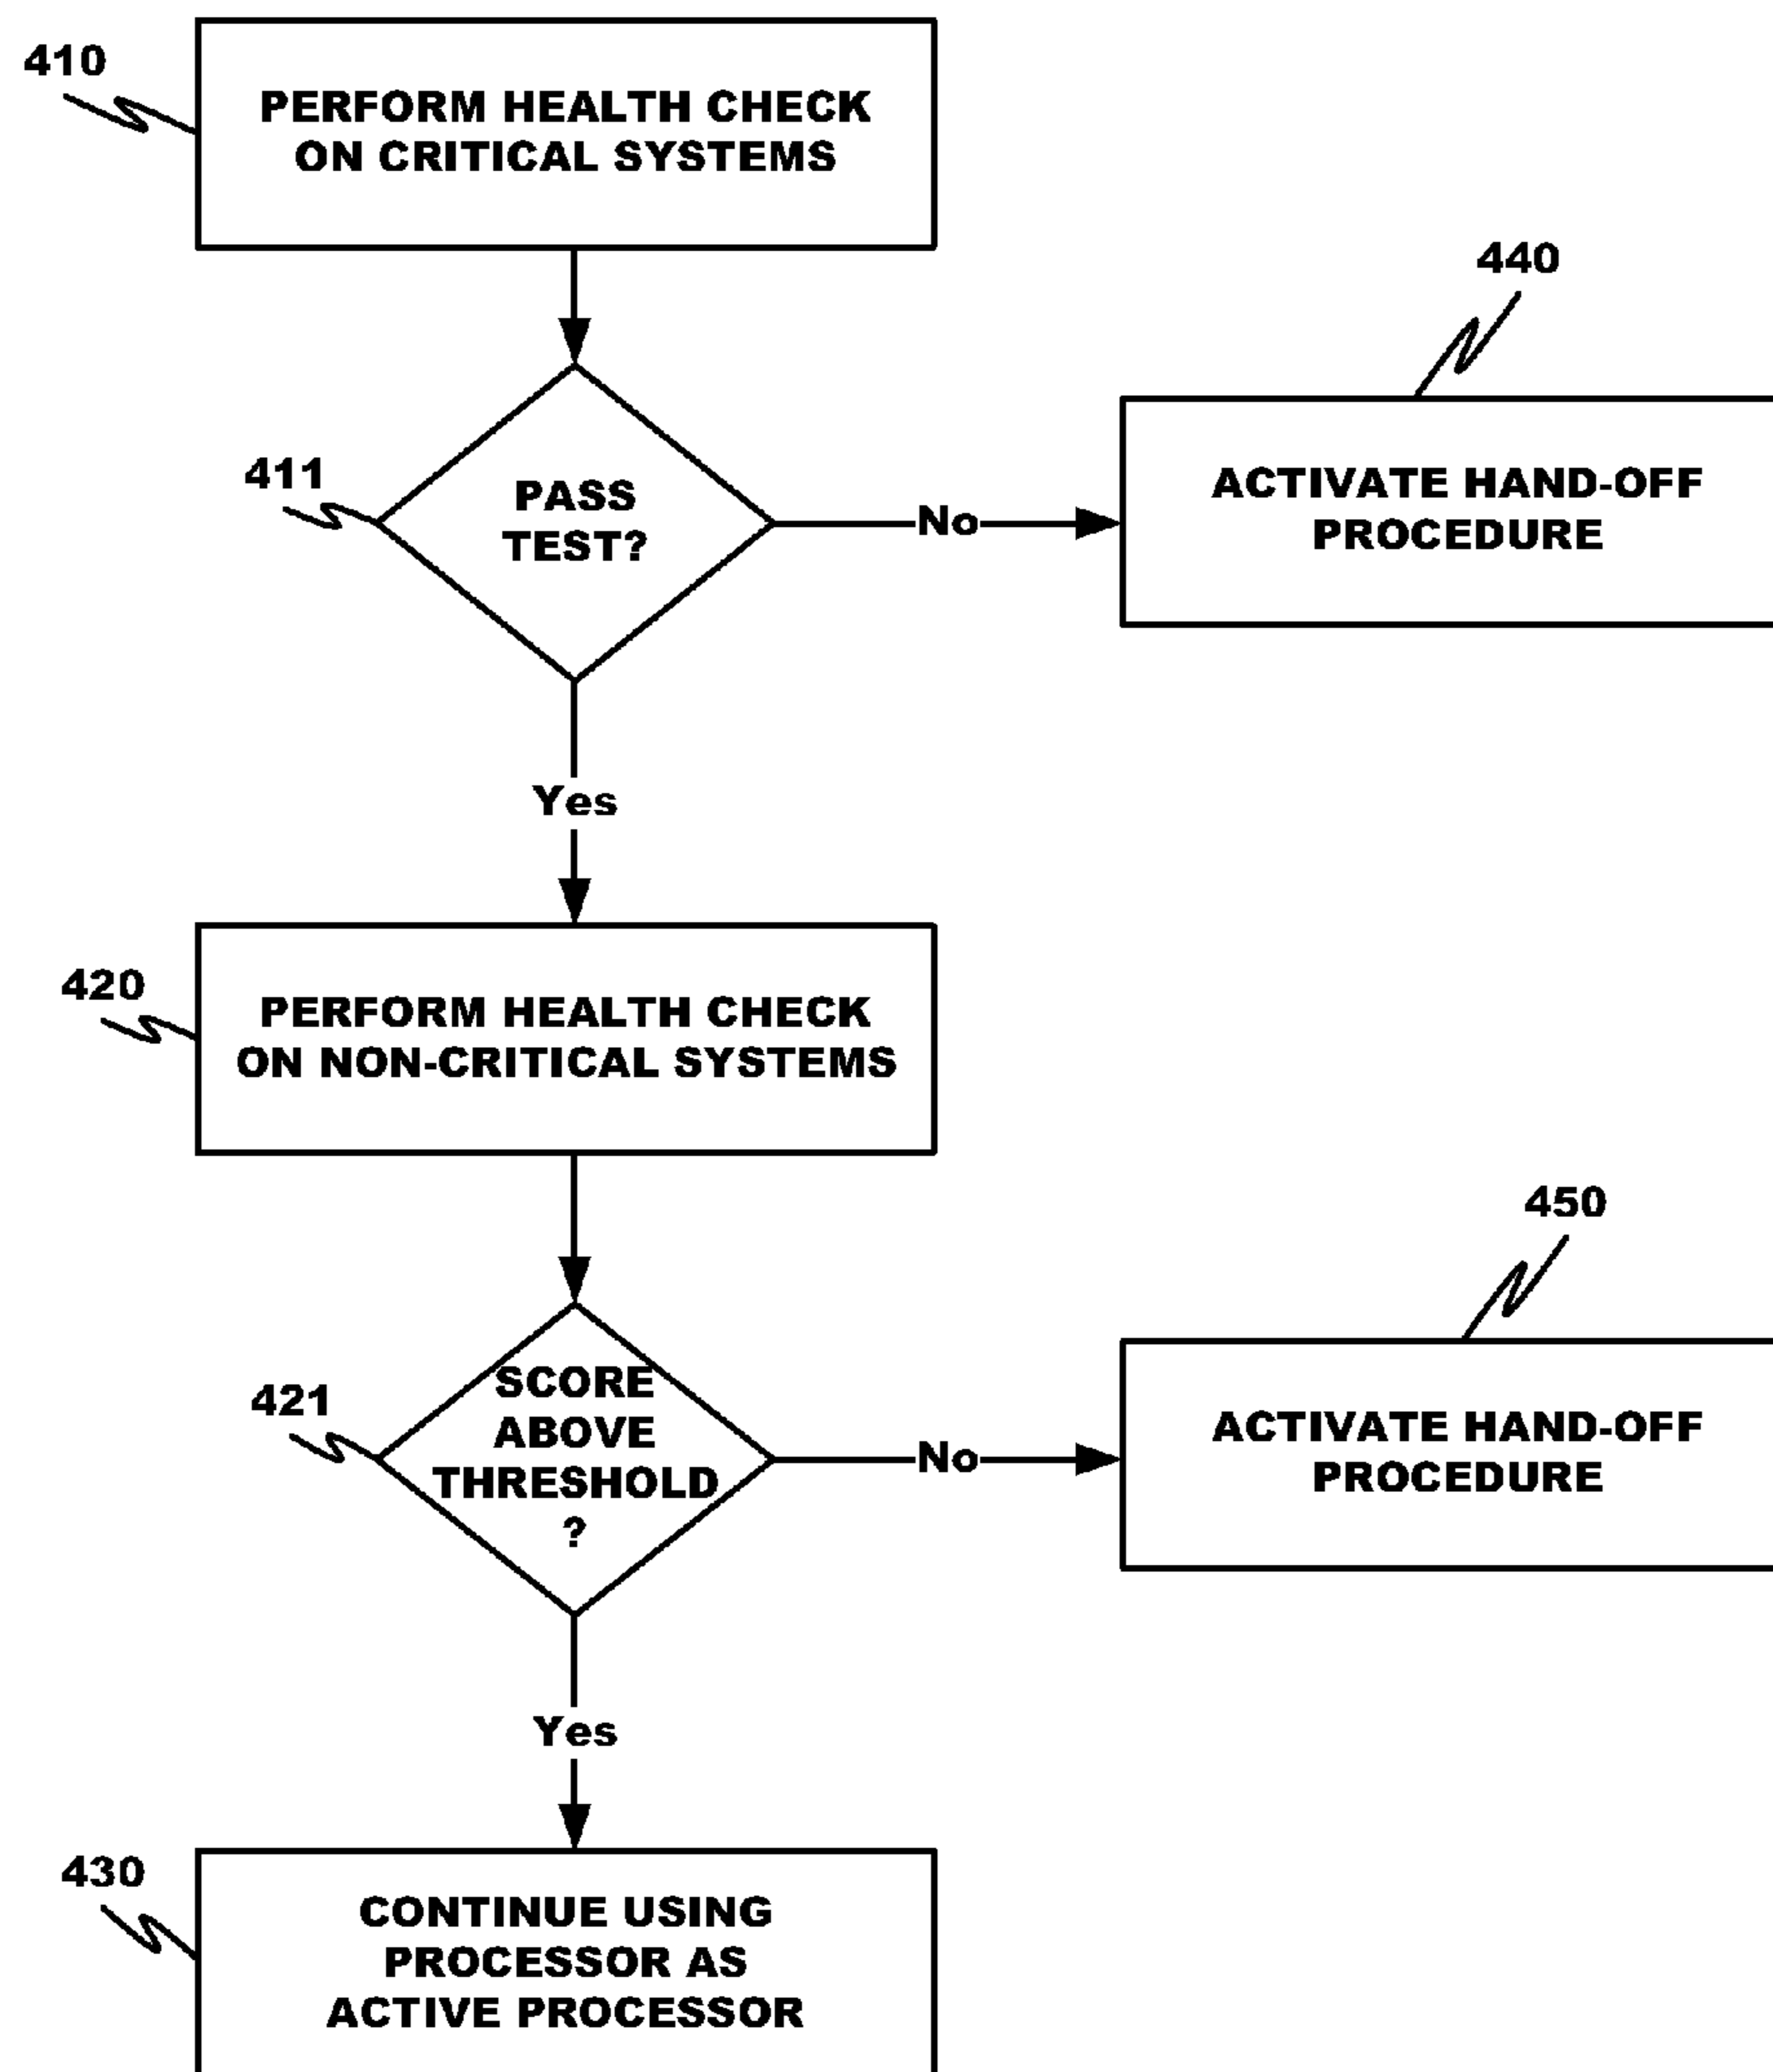 410
PERFORM HEALTH CHECK
ON CRITICAL SYSTEMS
440
411
PASS
TEST?
No
ACTIVATE HAND-OFF
PROCEDURE
Yes
420
PERFORM HEALTH CHECK
ON NON-CRITICAL SYSTEMS
450
421
SCORE
ABOVE
THRESHOLD
?
No
ACTIVATE HAND-OFF
PROCEDURE
Yes
430
CONTINUE USING
PROCESSOR AS
ACTIVE PROCESSOR